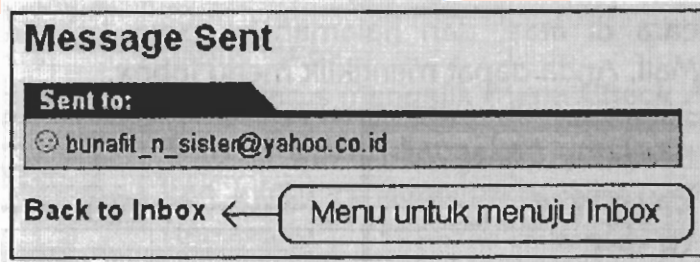 Message Sent
Sent to:
bunafit_n_sister@yahoo.co.id
Back to Inbox
Menu untuk menuju Inbox